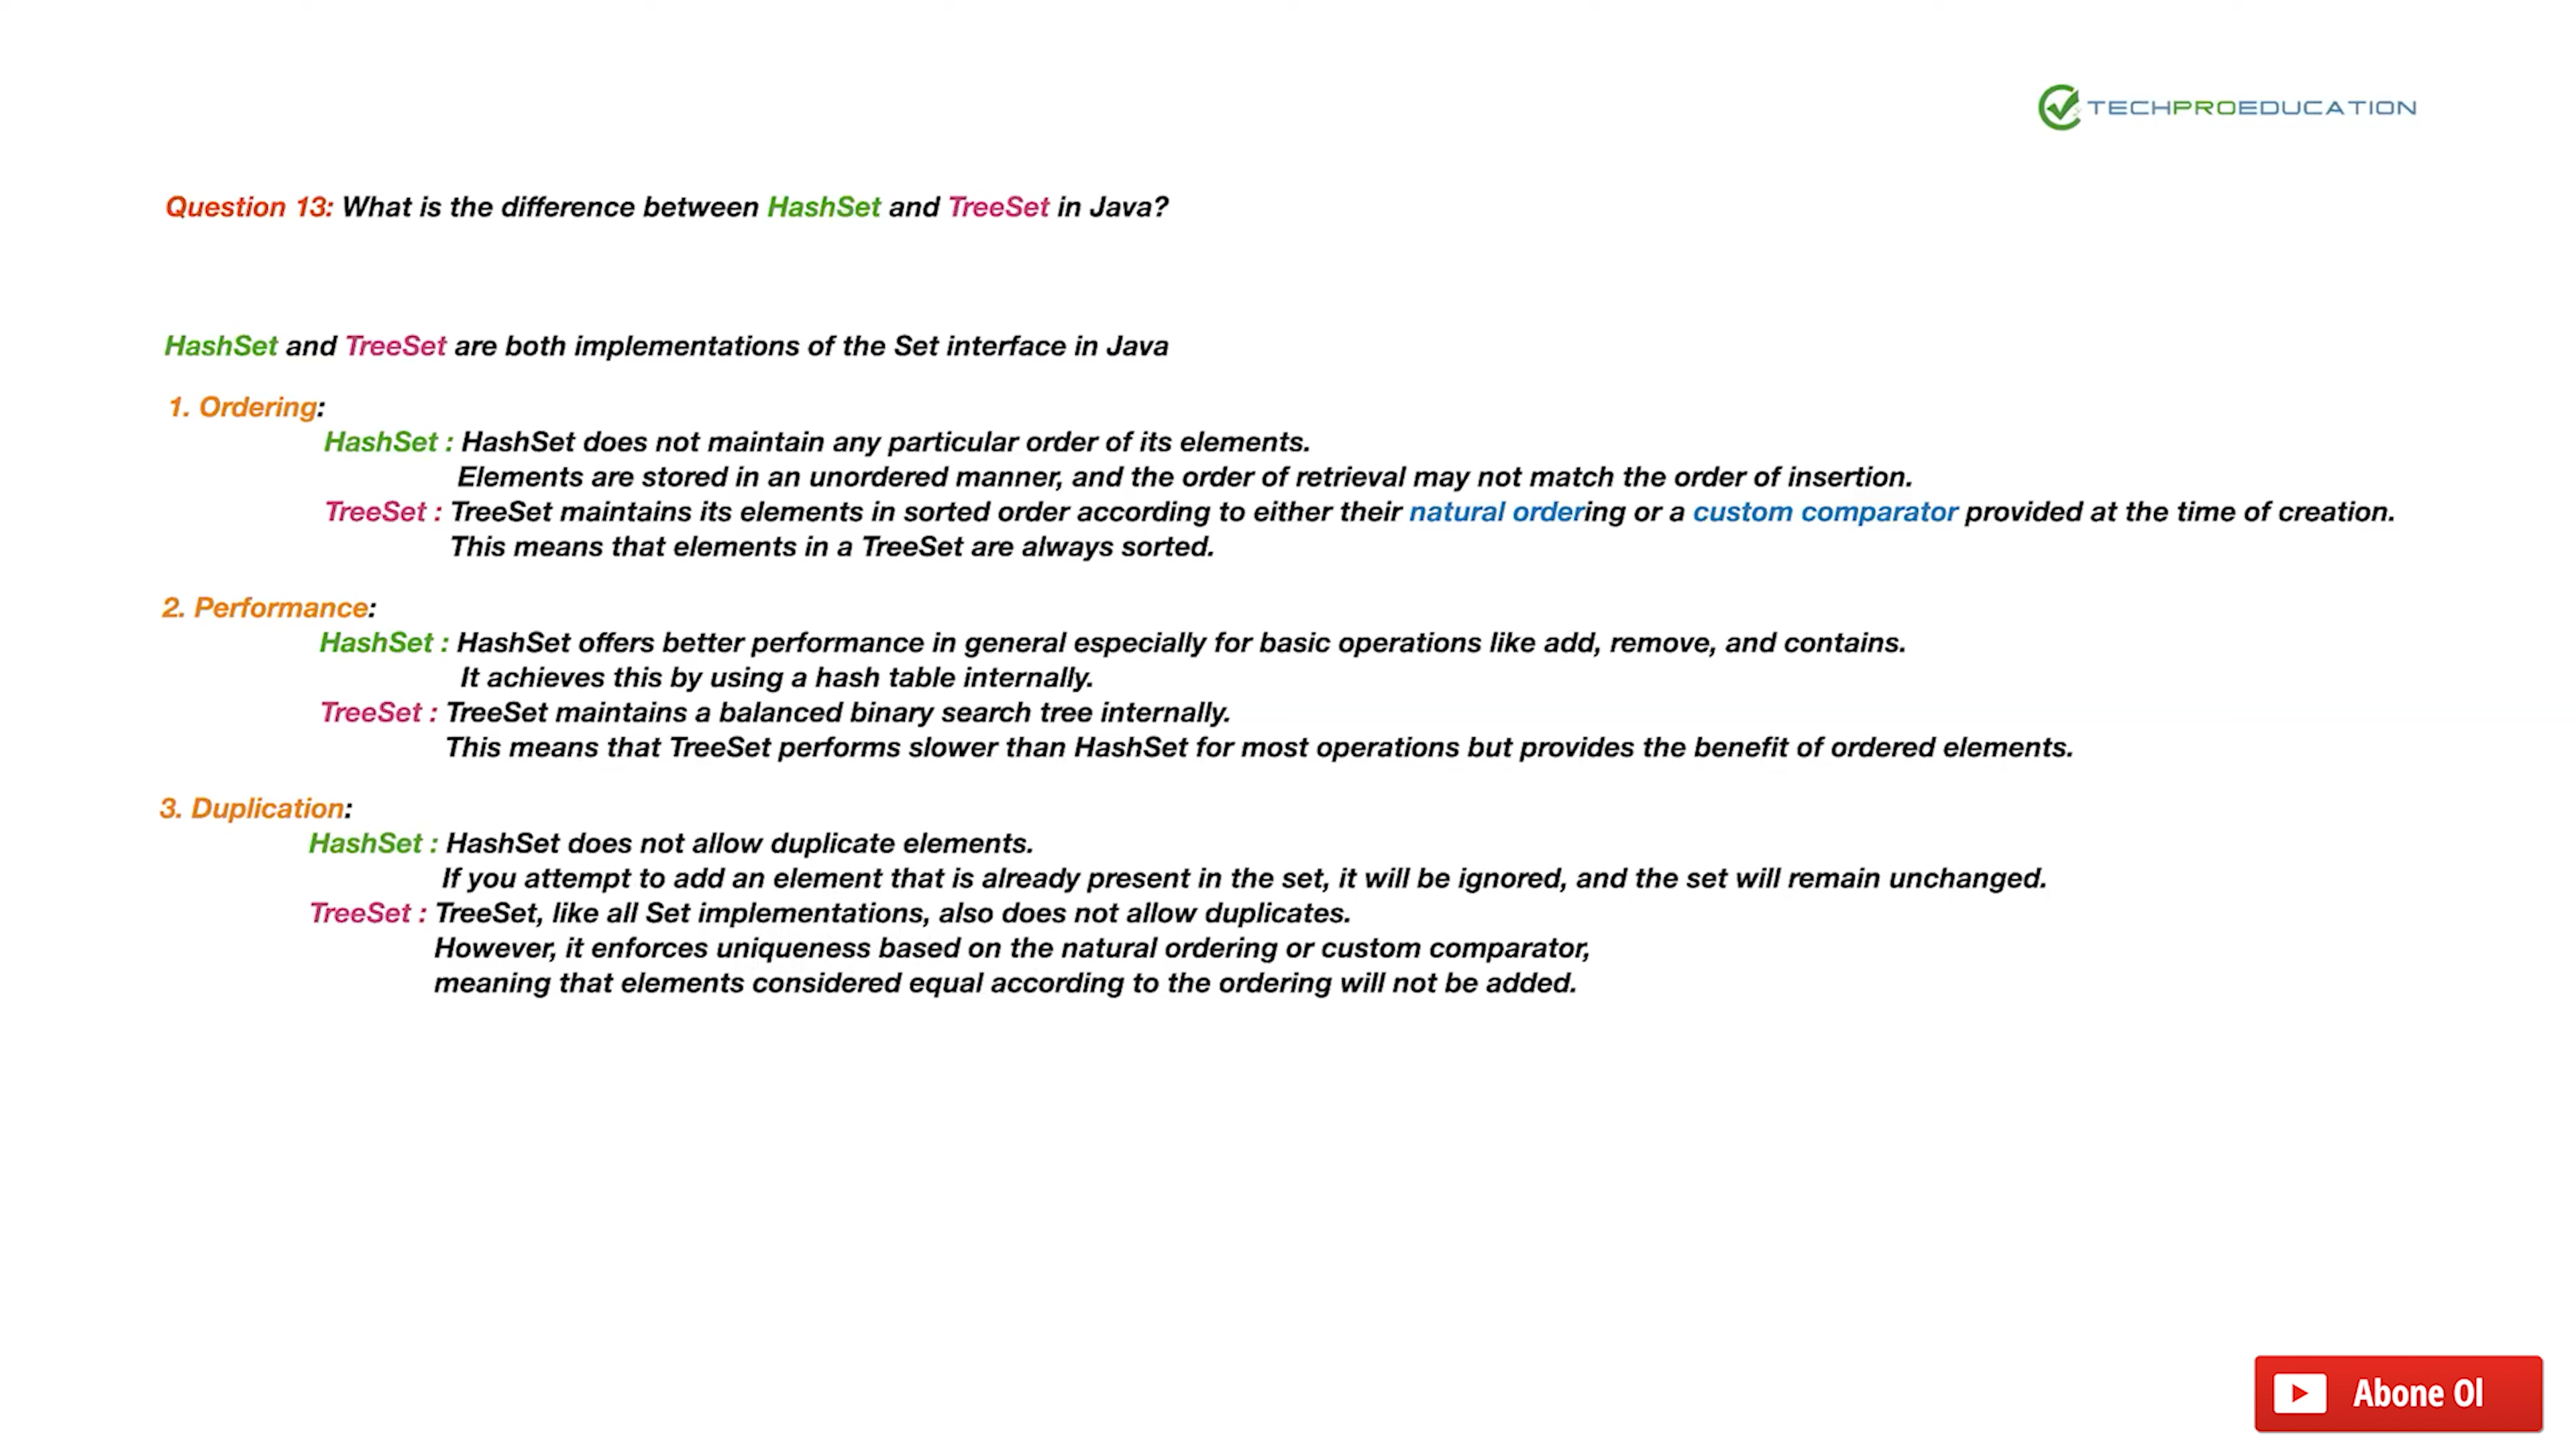 TECHPROEDUCATION
Question 13: What is the difference between HashSet and TreeSet in Java?
HashSet and TreeSet are both implementations of the Set interface in Java
1. Ordering:
HashSet : HashSet does not maintain any particular order of its elements.
Elements are stored in an unordered manner, and the order of retrieval may not match the order of insertion.
TreeSet : TreeSet maintains its elements in sorted order according to either their natural ordering or a custom comparator provided at the time of creation.
This means that elements in a TreeSet are always sorted.
2. Performance:
HashSet : HashSet offers better performance in general especially for basic operations like add, remove, and contains.
It achieves this by using a hash table internally.
TreeSet : TreeSet maintains a balanced binary search tree internally.
This means that TreeSet performs slower than HashSet for most operations but provides the benefit of ordered elements.
3. Duplication:
HashSet : HashSet does not allow duplicate elements.
If you attempt to add an element that is already present in the set, it will be ignored, and the set will remain unchanged.
TreeSet : TreeSet, like all Set implementations, also does not allow duplicates.
However, it enforces uniqueness based on the natural ordering or custom comparator,
meaning that elements considered equal according to the ordering will not be added.
Abone Ol